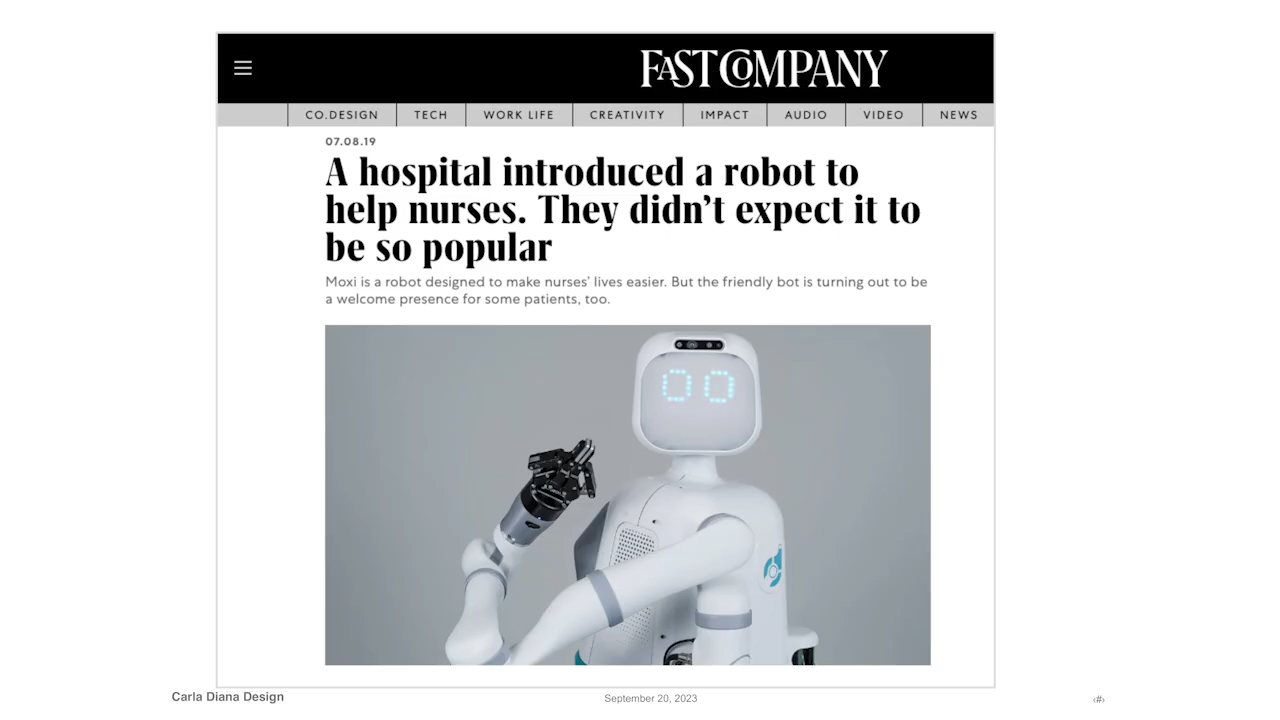 FAST COMPANY
CO.DESIGN TECH WORK LIFE CREATIVITY IMPACT AUDIO VIDEO NEWS
07.08.19
A hospital introduced a robot to
help nurses. They didn’t expect it to
be so popular
Moxi is a robot designed to make nurses’ lives easier. But the friendly bot is turning out to be
a welcome presence for some patients, too.
Carla Diana Design September 20, 2023 ‹#›